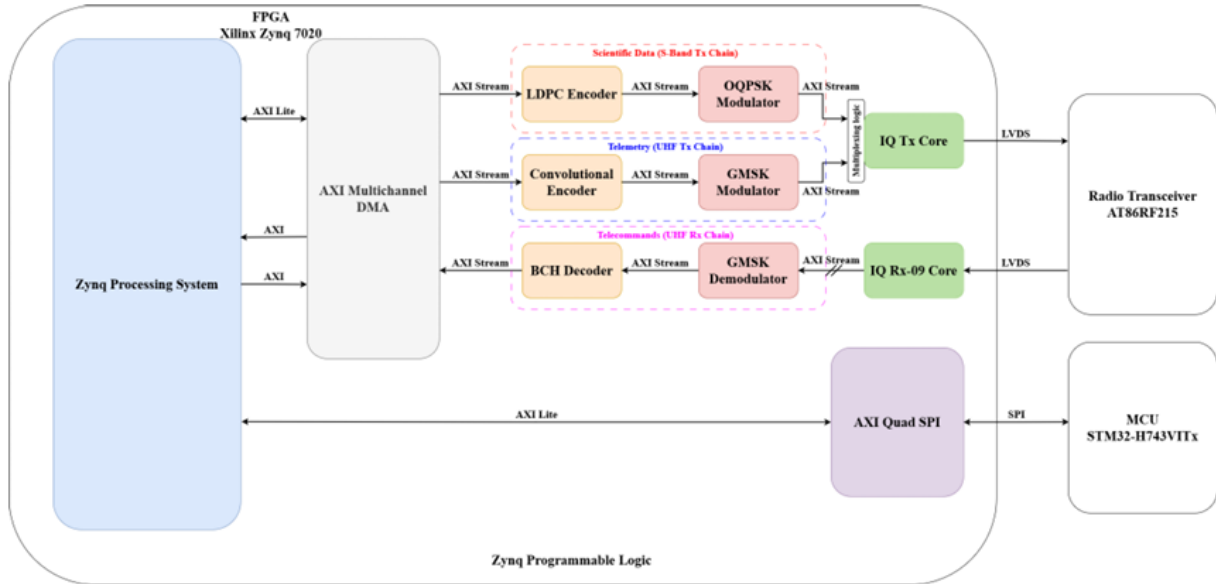 FPGA
Xilinx Zynq 7020
Scientific Data (S-Band Tx Chain)
AXI Stream
LDPC Encoder
AXI Stream
OQPSK
Modulator
AXI Stream
AXI Lite
Multiplexing logic
IQ Tx Core
LVDS
Telemetry (UHF Tx Chain)
AXI Stream
Convolutional
Encoder
AXI Stream
GMSK
Modulator
AXI Stream
AXI Multichannel
DMA
Radio Transceiver
AT86RF215
AXI
Telecommands (UHF Rx Chain)
AXI Stream
BCH Decoder
AXI Stream
GMSK
Demodulator
AXI Stream
IQ Rx-09 Core
LVDS
AXI
Zynq Processing System
AXI Lite
AXI Quad SPI
SPI
MCU
STM32-H743VITx
Zynq Programmable Logic